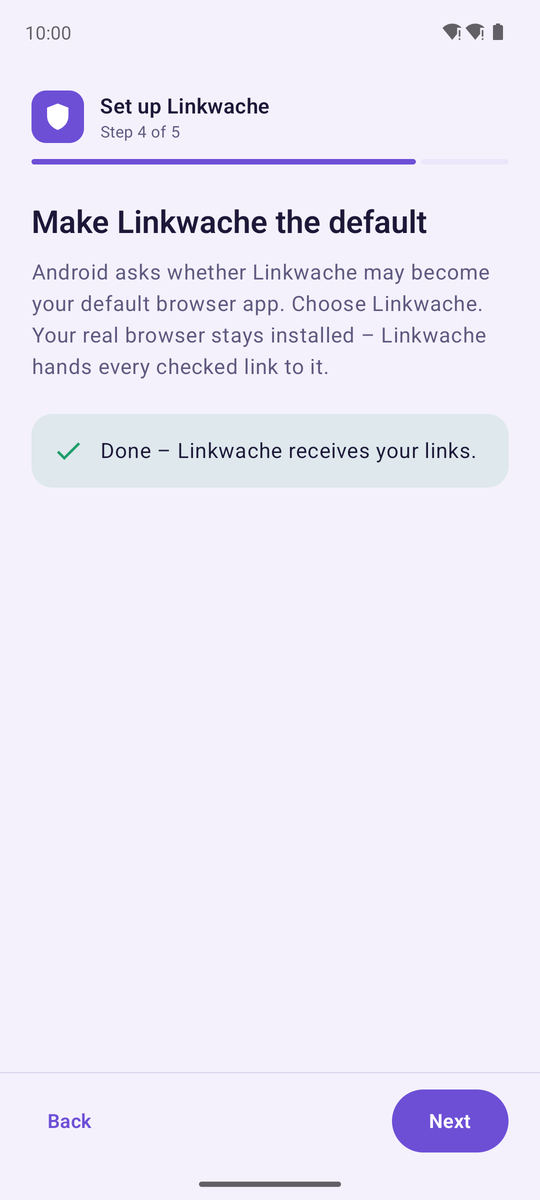 10:00
Set up Linkwache
Step 4 of 5
Make Linkwache the default
Android asks whether Linkwache may become
your default browser app. Choose Linkwache.
Your real browser stays installed – Linkwache
hands every checked link to it.
Done – Linkwache receives your links.
Back
Next